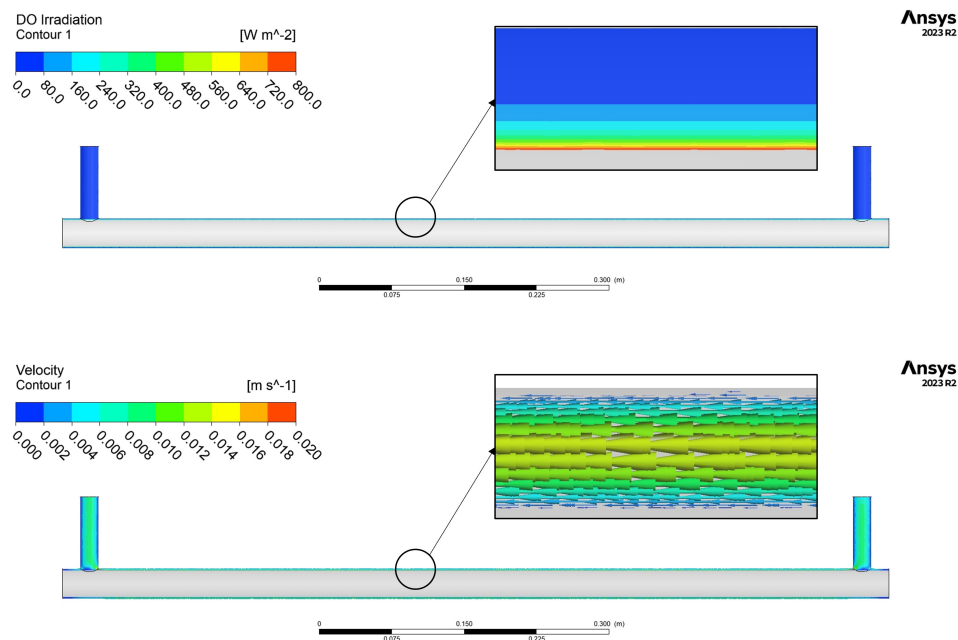 DO Irradiation
Contour 1 [W m^-2]
0.0 80.0 160.0 240.0 320.0 400.0 480.0 560.0 640.0 720.0 800.0
Ansys
2023 R2
0 0.150 0.300 (m)
0.075 0.225
Velocity
Contour 1 [m s^-1]
0.000 0.002 0.004 0.006 0.008 0.010 0.012 0.014 0.016 0.018 0.020
Ansys
2023 R2
0 0.150 0.300 (m)
0.075 0.225